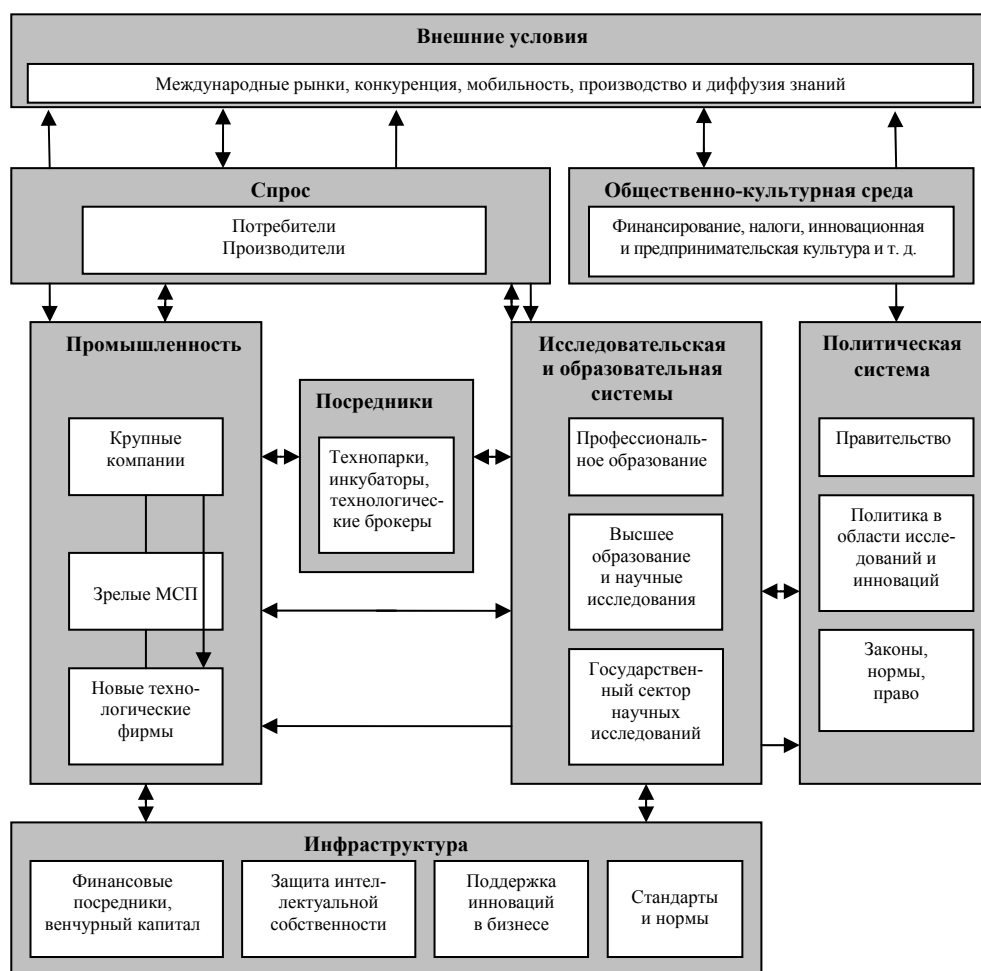 Внешние условия
Международные рынки, конкуренция, мобильность, производство и диффузия знаний
Спрос
Потребители
Производители
Общественно-культурная среда
Финансирование, налоги, инновационная
и предпринимательская культура и т. д.
Промышленность
Крупные
компании
Зрелые МСП
Новые техно-
логические
фирмы
Посредники
Технопарки,
инкубаторы,
технологичес-
кие брокеры
Исследовательская
и образовательная
системы
Профессиональ-
ное образование
Высшее
образование
и научные
исследования
Государствен-
ный сектор
научных
исследований
Политическая
система
Правительство
Политика в
области иссле-
дований и
инноваций
Законы,
нормы,
право
Инфраструктура
Финансовые
посредники,
венчурный капитал
Защита интел-
лектуальной
собственности
Поддержка
инноваций
в бизнесе
Стандарты
и нормы